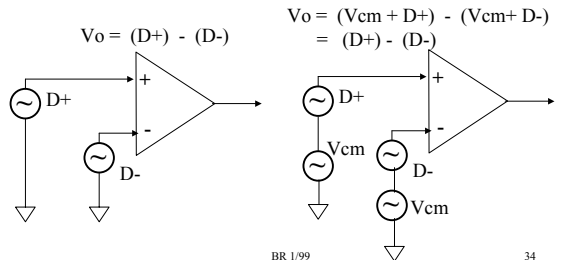 Vo = (D+) - (D-)
+
-
D+
D-
Vo = (Vcm + D+) - (Vcm+ D-)
= (D+) - (D-)
+
-
D+
Vcm
D-
Vcm
BR 1/99
34